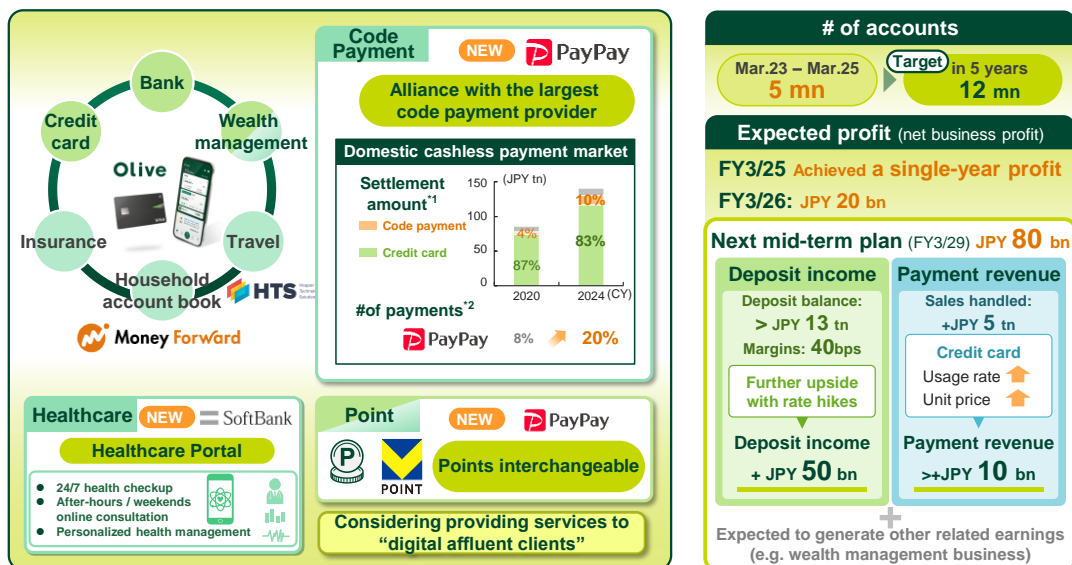 Bank
Credit
card
Wealth
management
Olive
Insurance
Travel
Household
account book
HTS
Money Forward
Code
Payment
NEW
PayPay
Alliance with the largest
code payment provider
Domestic cashless payment market
Settlement
amount*1
Code payment
Credit card
(JPY tn)
150
100
50
0
4%
87%
10%
83%
2020
2024
(CY)
#of payments*2
PayPay
8%
20%
Healthcare
NEW
SoftBank
Healthcare Portal
● 24/7 health checkup
● After-hours / weekends
online consultation
● Personalized health management
Point
NEW
PayPay
P
POINT
Points interchangeable
Considering providing services to
“digital affluent clients”
# of accounts
Mar.23 – Mar.25
5 mn
Target
in 5 years
12 mn
Expected profit (net business profit)
FY3/25 Achieved a single-year profit
FY3/26: JPY 20 bn
Next mid-term plan (FY3/29) JPY 80 bn
Deposit income
Deposit balance:
> JPY 13 tn
Margins: 40bps
Further upside
with rate hikes
Deposit income
+ JPY 50 bn
Payment revenue
Sales handled:
+JPY 5 tn
Credit card
Usage rate
Unit price
Payment revenue
>+JPY 10 bn
+
Expected to generate other related earnings
(e.g. wealth management business)